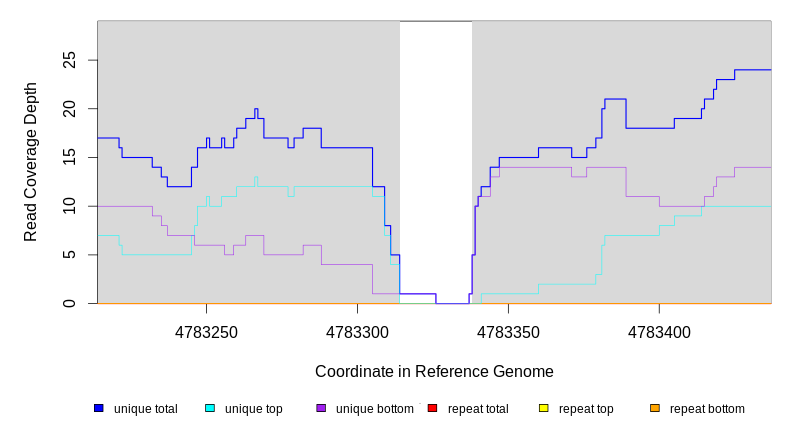 Read Coverage Depth
25
20
15
10
5
0
4783250 4783300 4783350 4783400
Coordinate in Reference Genome
unique total unique top unique bottom repeat total repeat top repeat bottom